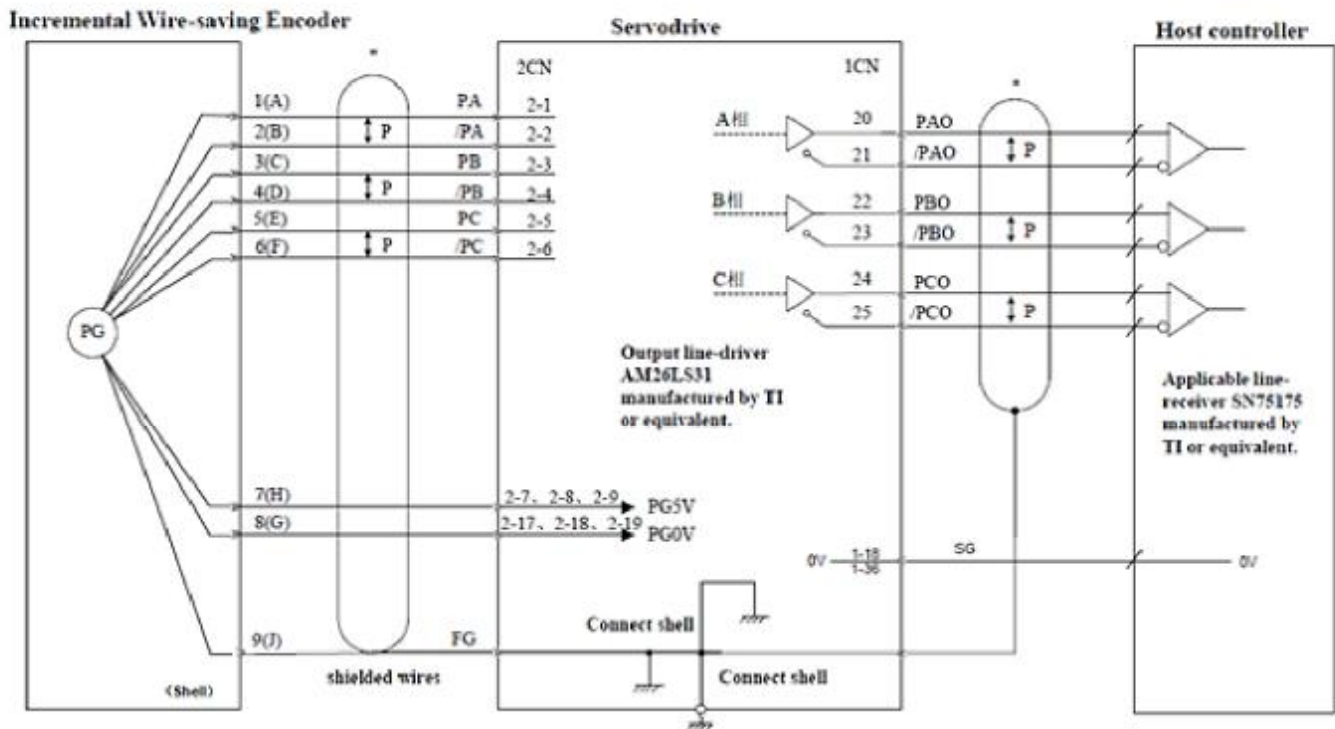 Incremental Wire-saving Encoder
Servodrive
Host controller
*
2CN
1CN
*
1(A) PA 2-1
2(B) P /PA 2-2
3(C) PB 2-3
4(D) P /PB 2-4
5(E) PC 2-5
6(F) P /PC 2-6
A相 20 PAO
21 /PAO P
B相 22 PBO
23 /PBO P
C相 24 PCO
25 /PCO P
PG
Output line-driver
AM26LS31
manufactured by TI
or equivalent.
Applicable line-
receiver SN75175
manufactured by
TI or equivalent.
7(H) 2-7、2-8、2-9 PG5V
8(G) 2-17、2-18、2-19 PG0V
0V 1-18 SG 0V
1-36
Connect shell
9(J) FG
(Shell)
shielded wires
Connect shell